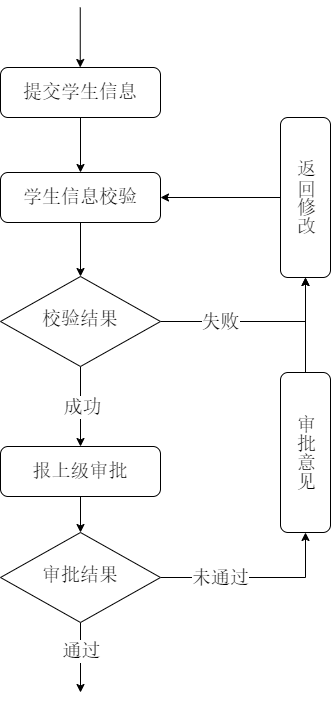 提交学生信息
学生信息校验
返回修改
校验结果
失败
成功
报上级审批
审批意见
审批结果
未通过
通过